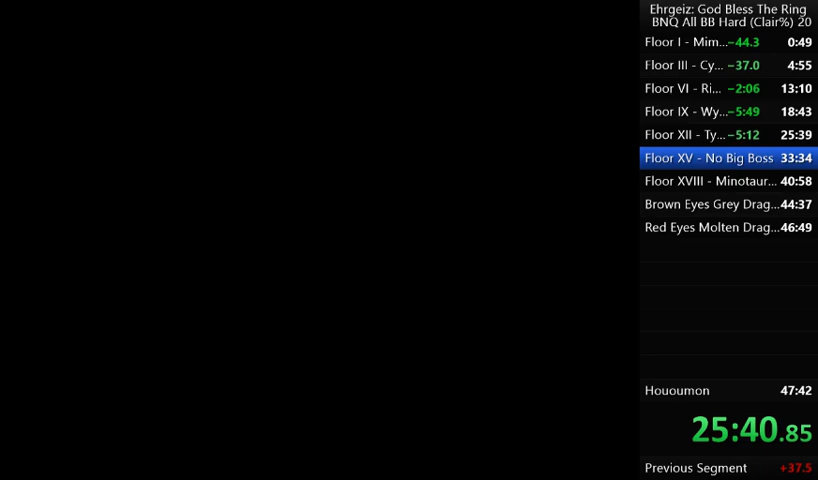 Ehrgeiz: God Bless The Ring
BNQ All BB Hard (Clair%) 20
Floor I - Mim... −44.3 0:49
Floor III - Cy... −37.0 4:55
Floor VI - Ri... −2:06 13:10
Floor IX - Wy... −5:49 18:43
Floor XII - Ty... −5:12 25:39
Floor XV - No Big Boss 33:34
Floor XVIII - Minotaur... 40:58
Brown Eyes Grey Drag... 44:37
Red Eyes Molten Drag... 46:49
Hououmon 47:42
25:40.85
Previous Segment +37.5